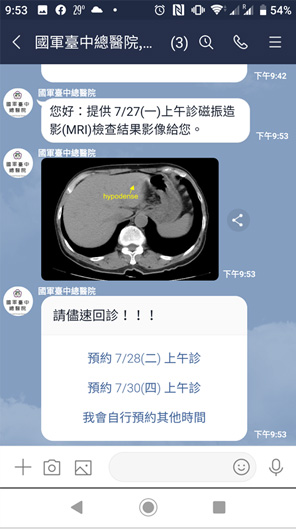 9:53
29°
54%
國軍臺中總醫院,... (3)
下午9:42
國軍臺中總醫院
您好：提供 7/27(一)上午診磁振造
影(MRI)檢查結果影像給您。
下午9:53
國軍臺中總醫院
hypodense
下午9:53
國軍臺中總醫院
請儘速回診！！！
預約 7/28(二) 上午診
預約 7/30(四) 上午診
我會自行預約其他時間
下午9:53